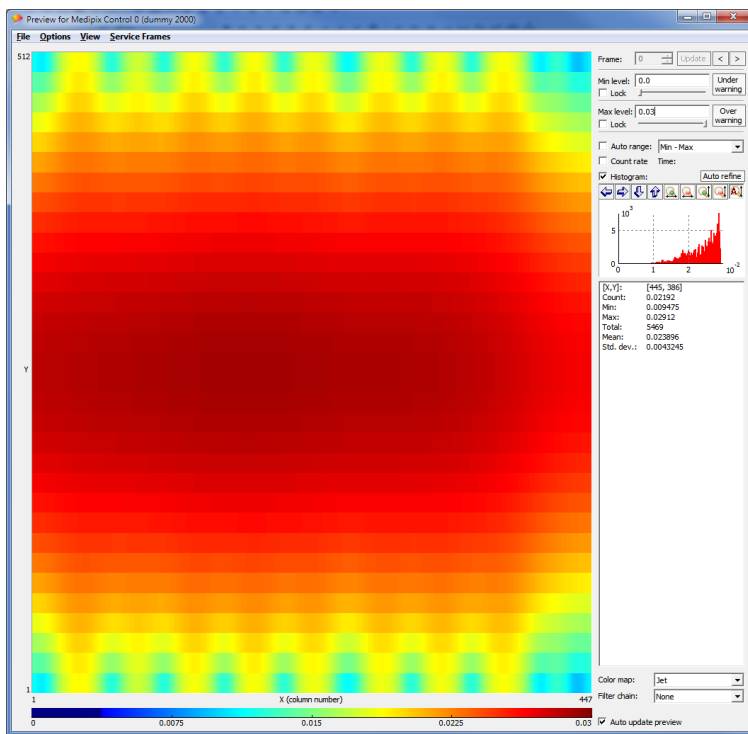 Preview for Medipix Control 0 (dummy 2000)
File Options View Service Frames
Frame: 0 Update < >
Min level: 0.0 Under warning
Lock
Max level: 0.03 Over warning
Lock
Auto range: Min - Max
Count rate Time:
Histogram: Auto refine
10^3
5
0
0 1 2 10^-2
[X,Y]: [445, 386]
Count: 0.02192
Min: 0.009475
Max: 0.02912
Total: 5469
Mean: 0.023896
Std. dev.: 0.0043245
512
Y
1
1 X (column number) 447
0 0.0075 0.015 0.0225 0.03
Color map: Jet
Filter chain: None
Auto update preview